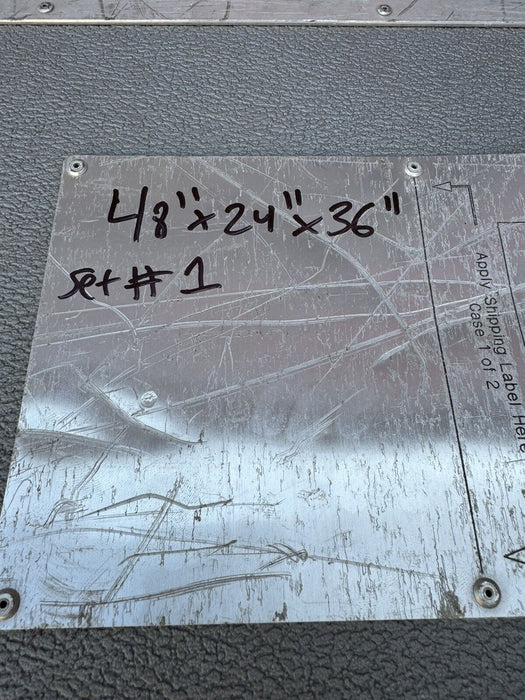 48"x24"x36"
Set #1
Apply Shipping Label Here
Case 1 of 2